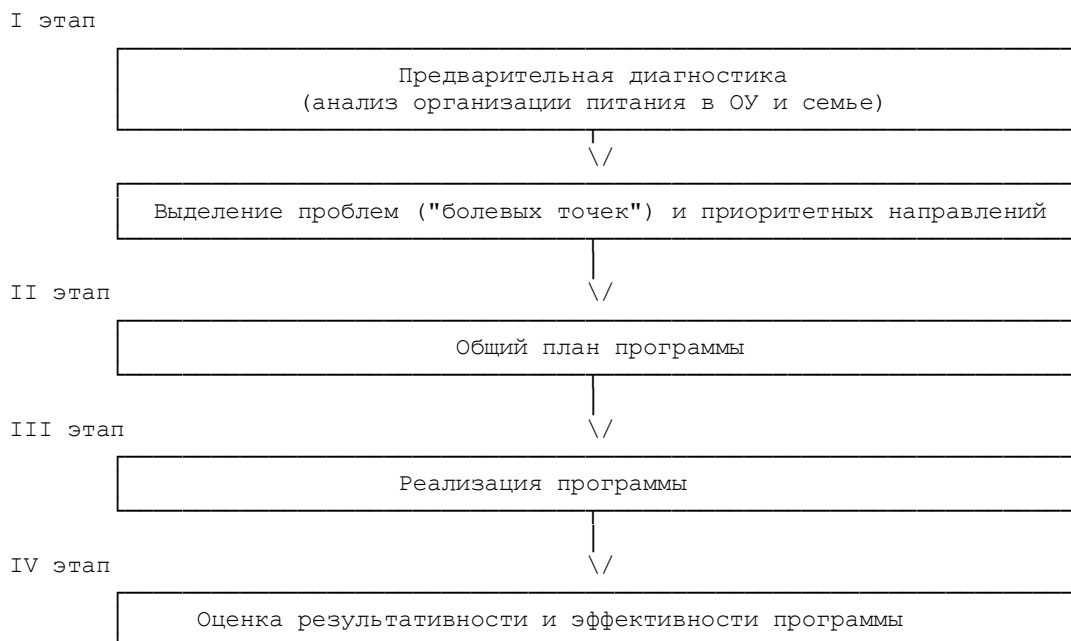 I этап
Предварительная диагностика
(анализ организации питания в ОУ и семье)
\/
Выделение проблем ("болевых точек") и приоритетных направлений
II этап \/
Общий план программы
III этап \/
Реализация программы
IV этап \/
Оценка результативности и эффективности программы